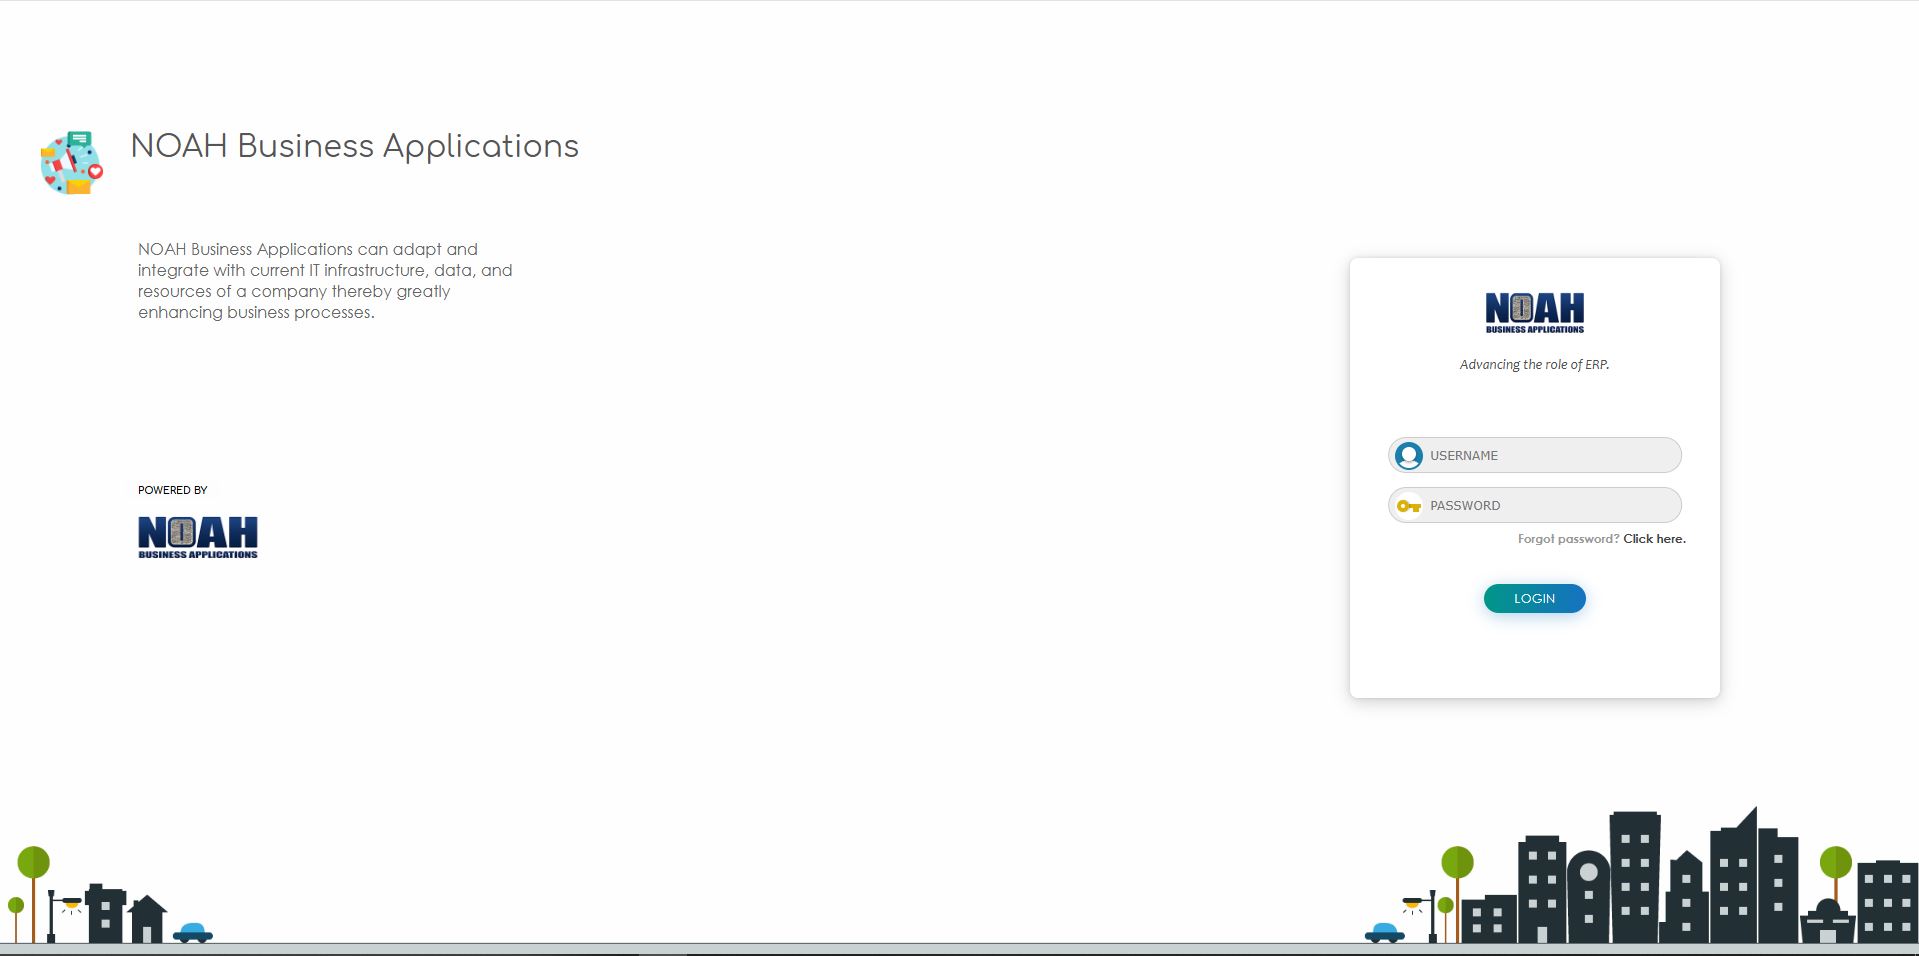 NOAH Business Applications
NOAH Business Applications can adapt and
integrate with current IT infrastructure, data, and
resources of a company thereby greatly
enhancing business processes.
POWERED BY
NOAH
BUSINESS APPLICATIONS
NOAH
BUSINESS APPLICATIONS
Advancing the role of ERP.
USERNAME
PASSWORD
Forgot password? Click here.
LOGIN